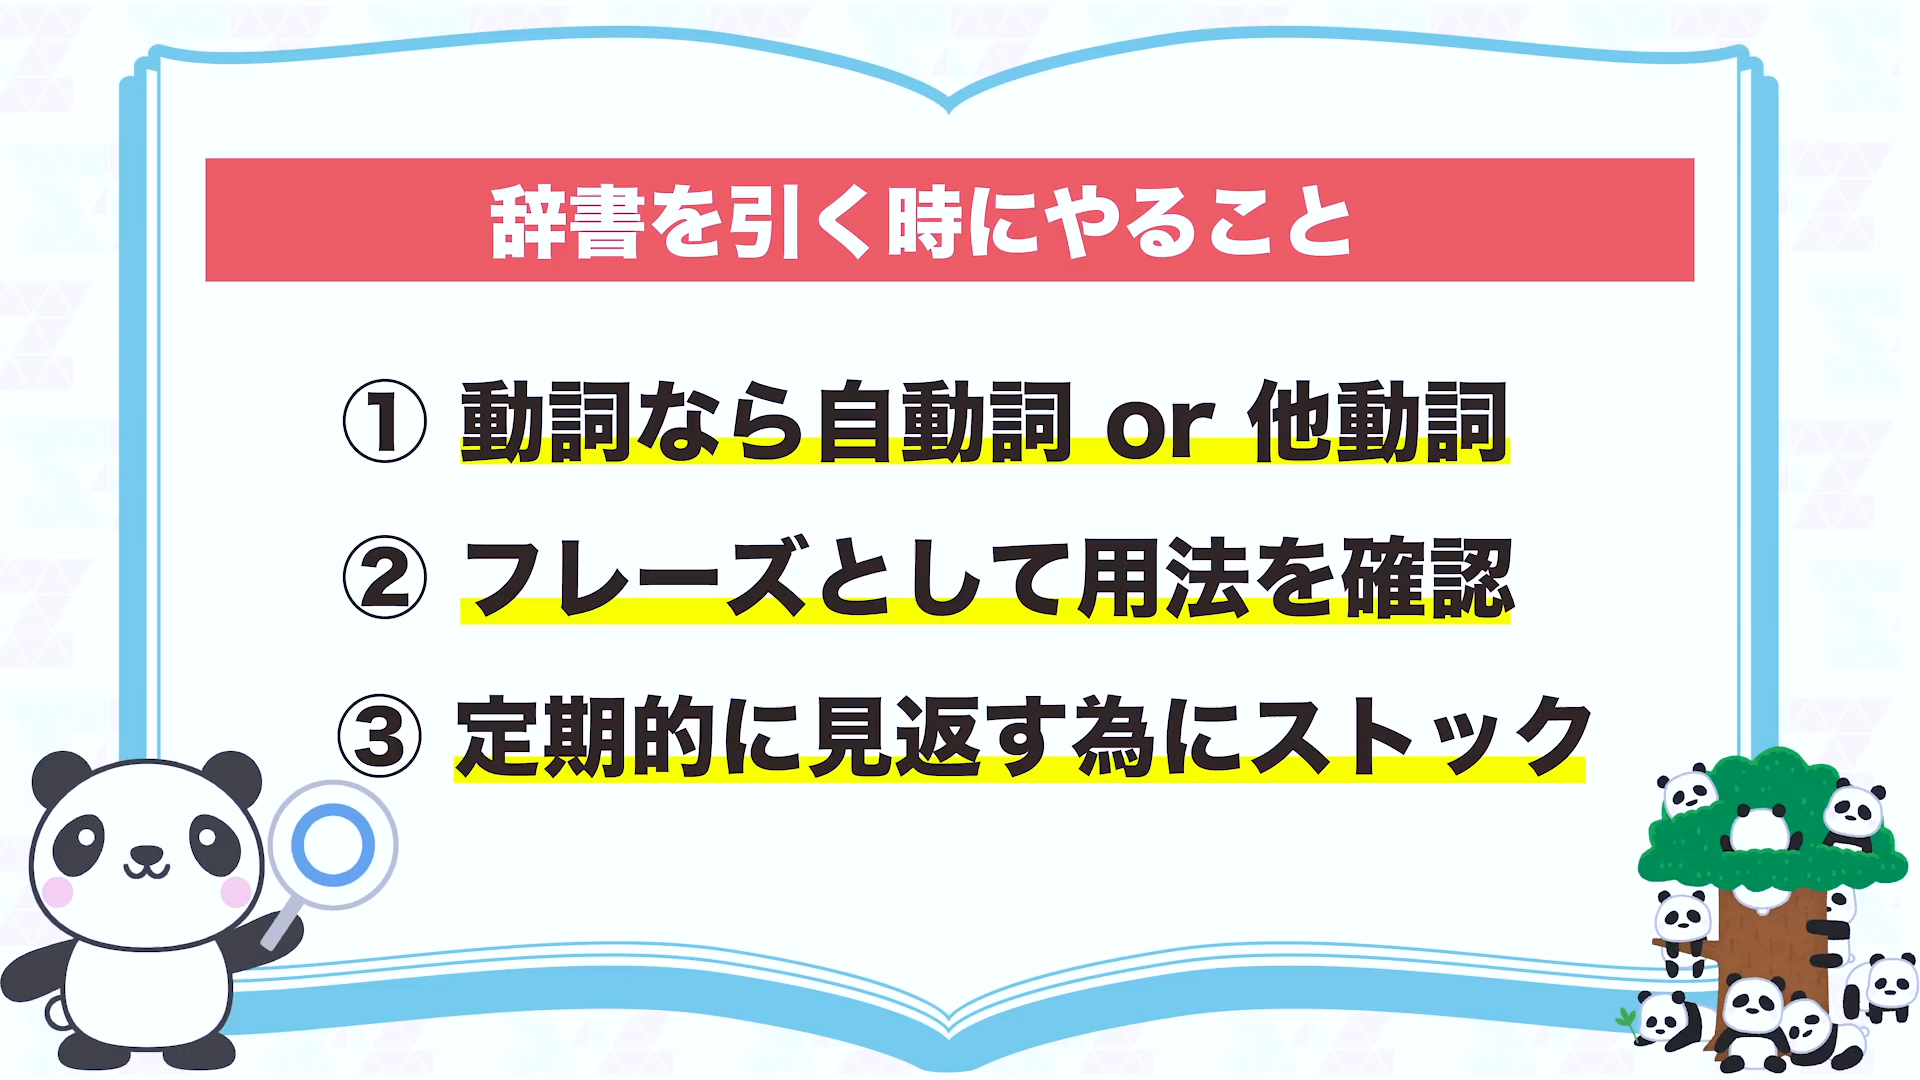 辞書を引く時にやること
① 動詞なら自動詞 or 他動詞
② フレーズとして用法を確認
③ 定期的に見返す為にストック